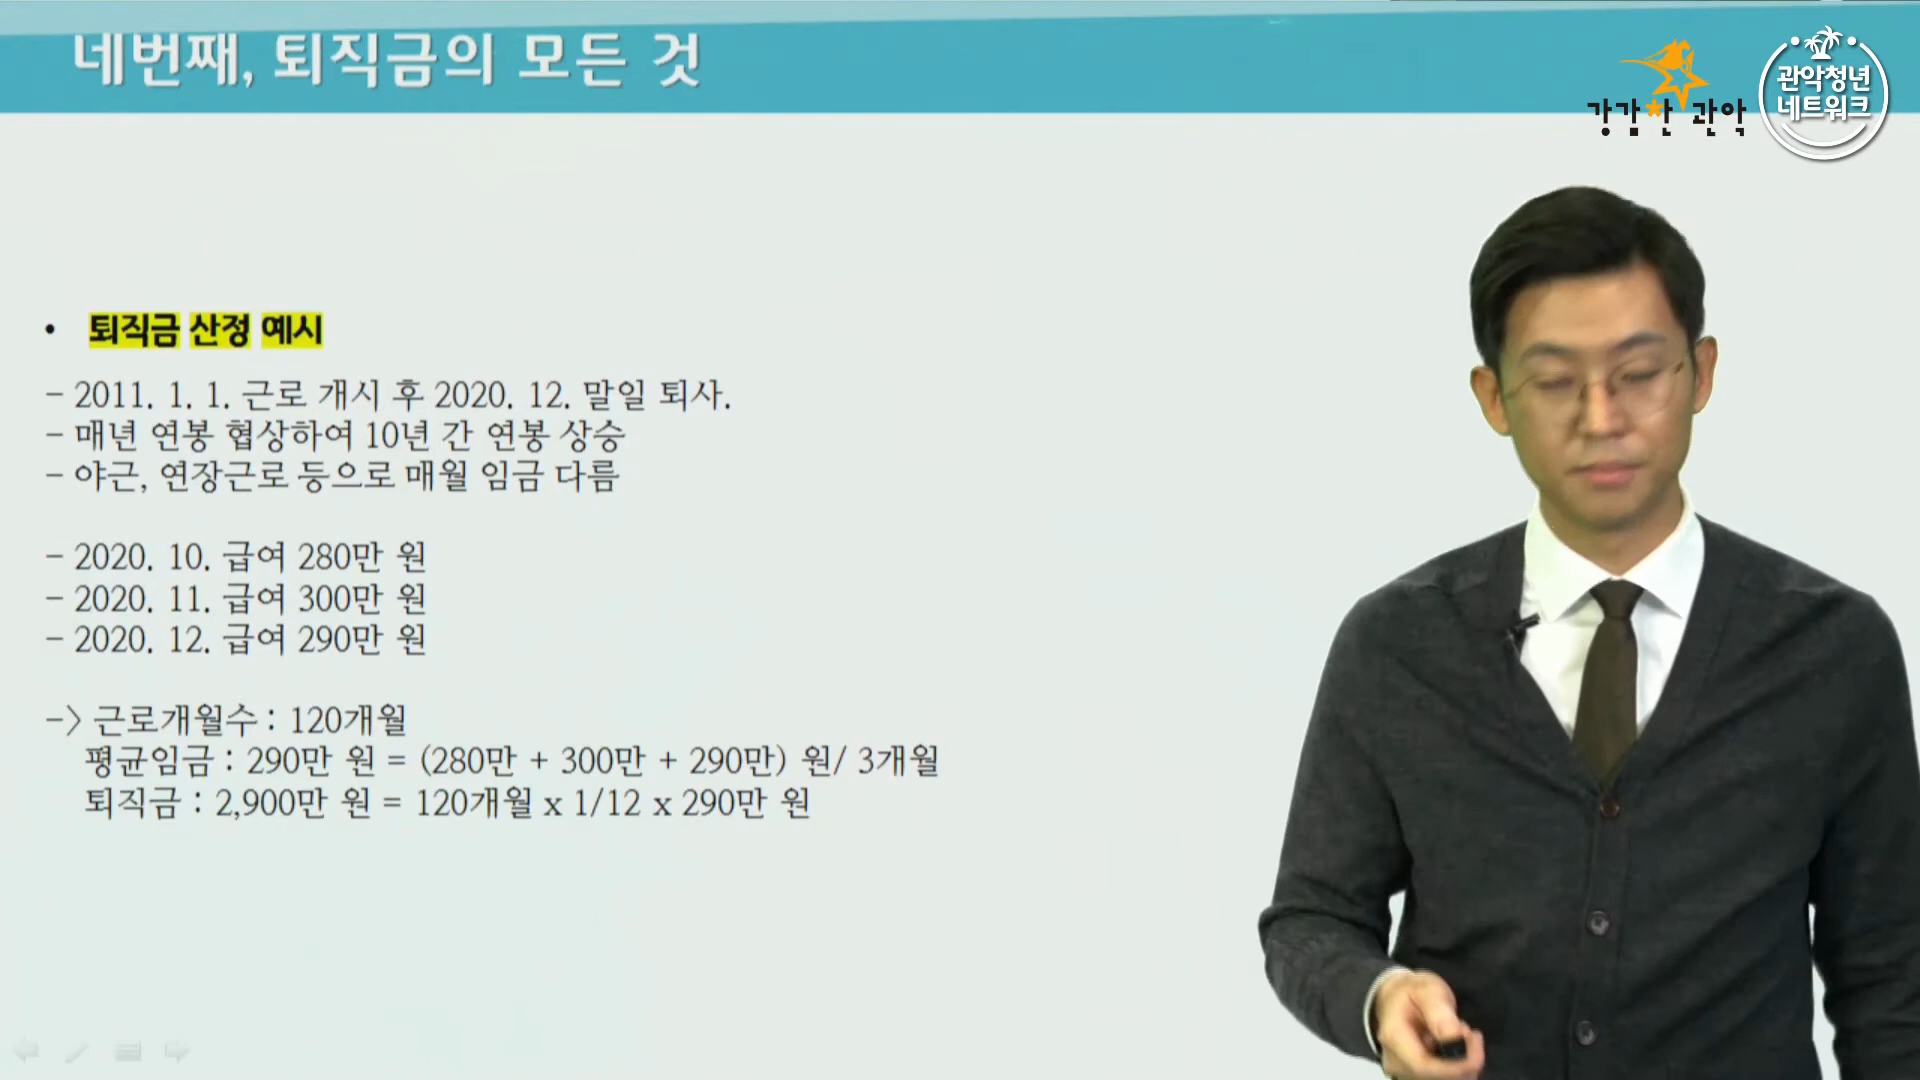 네번째, 퇴직금의 모든 것
강감찬 관악
관악청년
네트워크
• 퇴직금 산정 예시
- 2011. 1. 1. 근로 개시 후 2020. 12. 말일 퇴사.
- 매년 연봉 협상하여 10년 간 연봉 상승
- 야근, 연장근로 등으로 매월 임금 다름
- 2020. 10. 급여 280만 원
- 2020. 11. 급여 300만 원
- 2020. 12. 급여 290만 원
-> 근로개월수 : 120개월
평균임금 : 290만 원 = (280만 + 300만 + 290만) 원/ 3개월
퇴직금 : 2,900만 원 = 120개월 x 1/12 x 290만 원